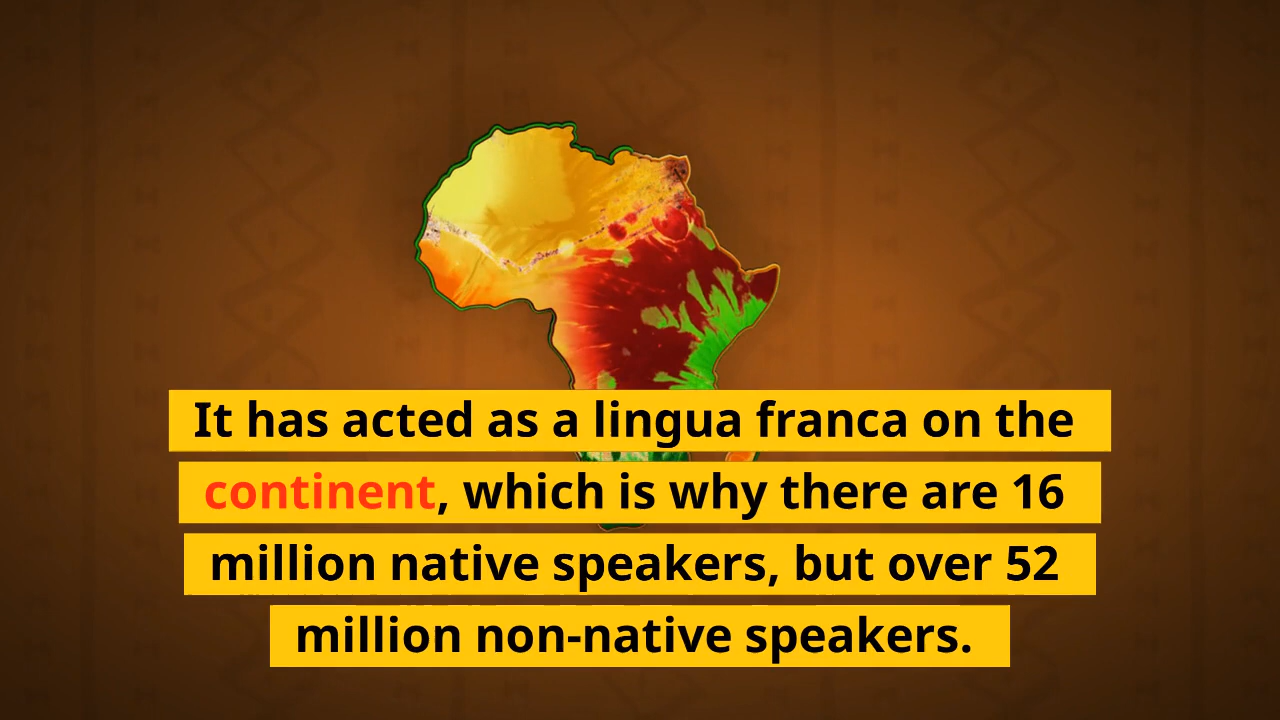 It has acted as a lingua franca on the
continent, which is why there are 16
million native speakers, but over 52
million non-native speakers.